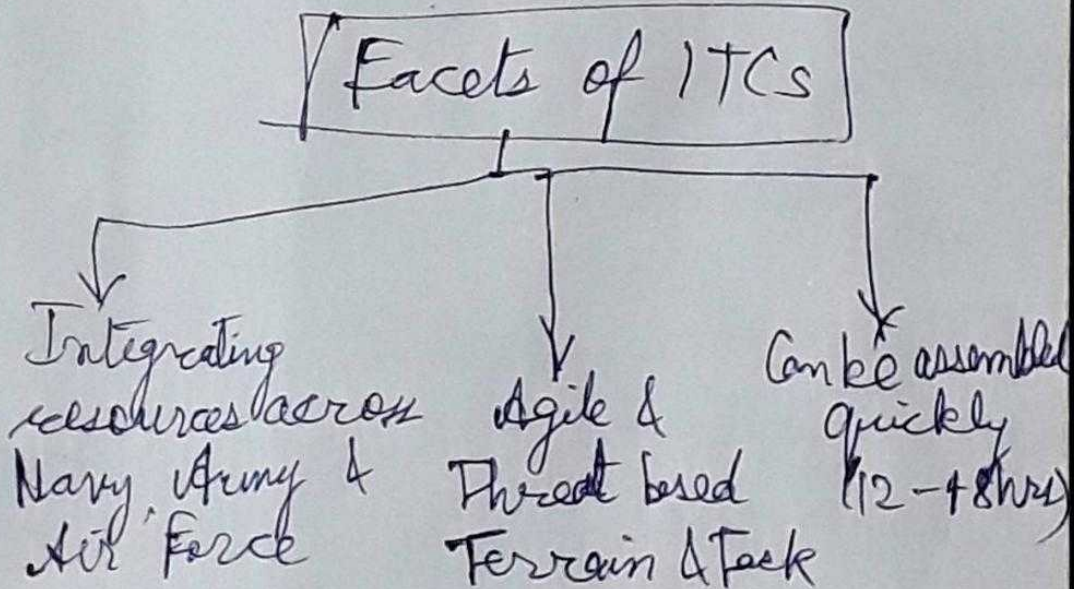 Facets of ITCs
Integrating
resources across
Navy, Army &
Air Force
Agile &
Threat based
Terrain & Task
Can be assembled
quickly
(12-48hrs)